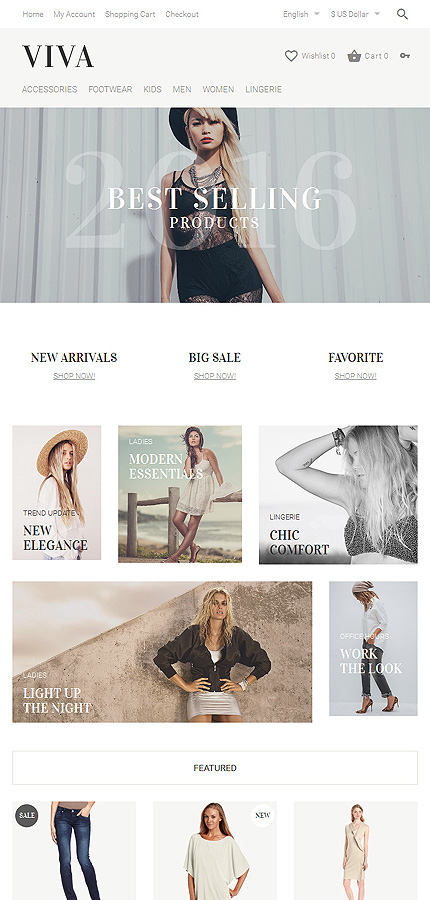 Home My Account Shopping Cart Checkout English $ US Dollar
VIVA
Wishlist 0 Cart 0
ACCESSORIES FOOTWEAR KIDS MEN WOMEN LINGERIE
2016
BEST SELLING
PRODUCTS
NEW ARRIVALS BIG SALE FAVORITE
SHOP NOW! SHOP NOW! SHOP NOW!
TREND UPDATE
NEW
ELEGANCE
LADIES
MODERN
ESSENTIALS
LINGERIE
CHIC
COMFORT
LADIES
LIGHT UP
THE NIGHT
OFFICE HOURS
WORK
THE LOOK
FEATURED
SALE
NEW